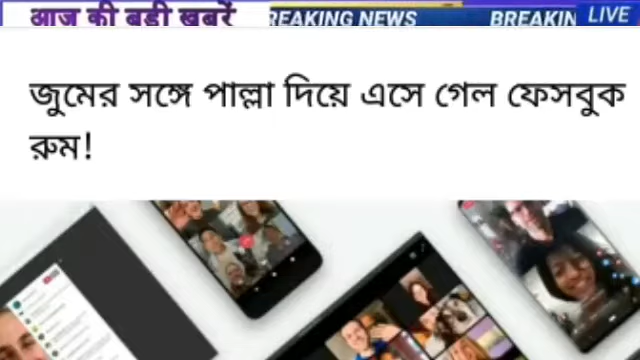 आज की बड़ी खबरें REAKING NEWS BREAKIN LIVE
জুমের সঙ্গে পাল্লা দিয়ে এসে গেল ফেসবুক
রুম!